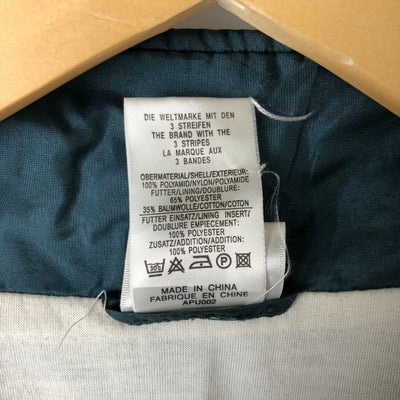 DIE WELTMARKE MIT DEN
3 STREIFEN
THE BRAND WITH THE
3 STRIPES
LA MARQUE AUX
3 BANDES
OBERMATERIAL/SHELL/EXTERIEUR:
100% POLYAMID/NYLON/POLYAMIDE
FUTTER/LINING/DOUBLURE:
65% POLYESTER
35% BAUMWOLLE/COTTON/COTON
FUTTER EINSATZ/LINING INSERT/
DOUBLURE EMPIECEMENT:
100% POLYESTER
ZUSATZ/ADDITION/ADDITION:
100% POLYESTER
MADE IN CHINA
FABRIQUE EN CHINE
APU002